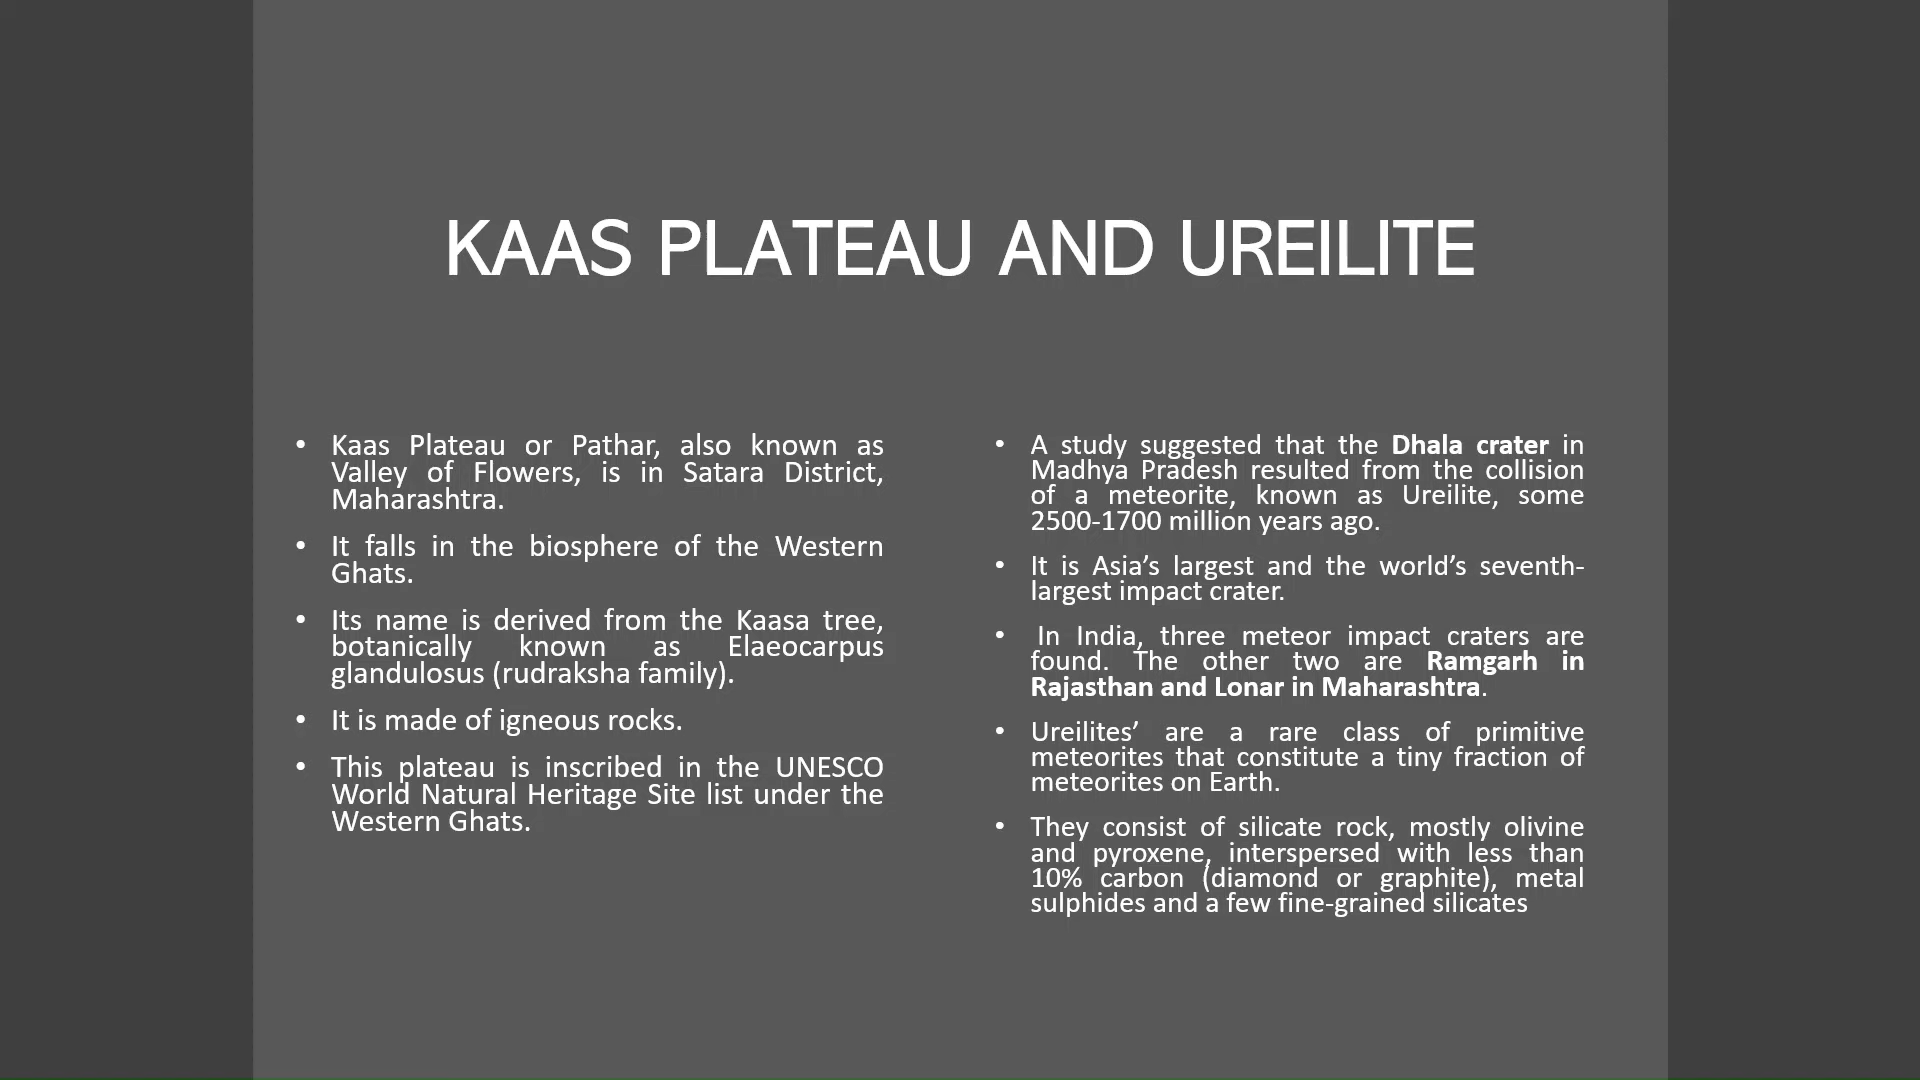 KAAS PLATEAU AND UREILITE
• Kaas Plateau or Pathar, also known as
Valley of Flowers, is in Satara District,
Maharashtra.
• It falls in the biosphere of the Western
Ghats.
• Its name is derived from the Kaasa tree,
botanically known as Elaeocarpus
glandulosus (rudraksha family).
• It is made of igneous rocks.
• This plateau is inscribed in the UNESCO
World Natural Heritage Site list under the
Western Ghats.
• A study suggested that the Dhala crater in
Madhya Pradesh resulted from the collision
of a meteorite, known as Ureilite, some
2500-1700 million years ago.
• It is Asia’s largest and the world’s seventh-
largest impact crater.
• In India, three meteor impact craters are
found. The other two are Ramgarh in
Rajasthan and Lonar in Maharashtra.
• Ureilites’ are a rare class of primitive
meteorites that constitute a tiny fraction of
meteorites on Earth.
• They consist of silicate rock, mostly olivine
and pyroxene, interspersed with less than
10% carbon (diamond or graphite), metal
sulphides and a few fine-grained silicates